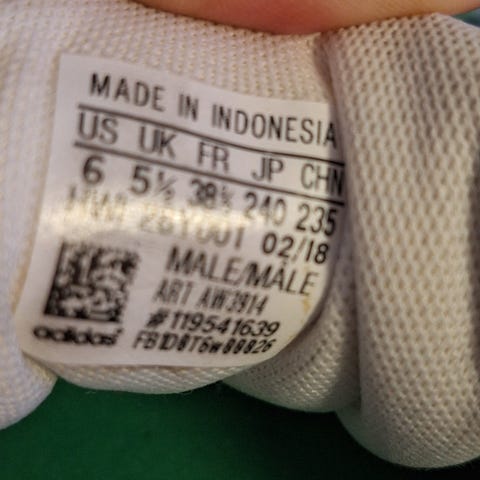 MADE IN INDONESIA
US UK FR JP CHN
6 5½ 38⅔ 240 235
02/18
MALE/MALE
ART AW3914
#119541639
adidas